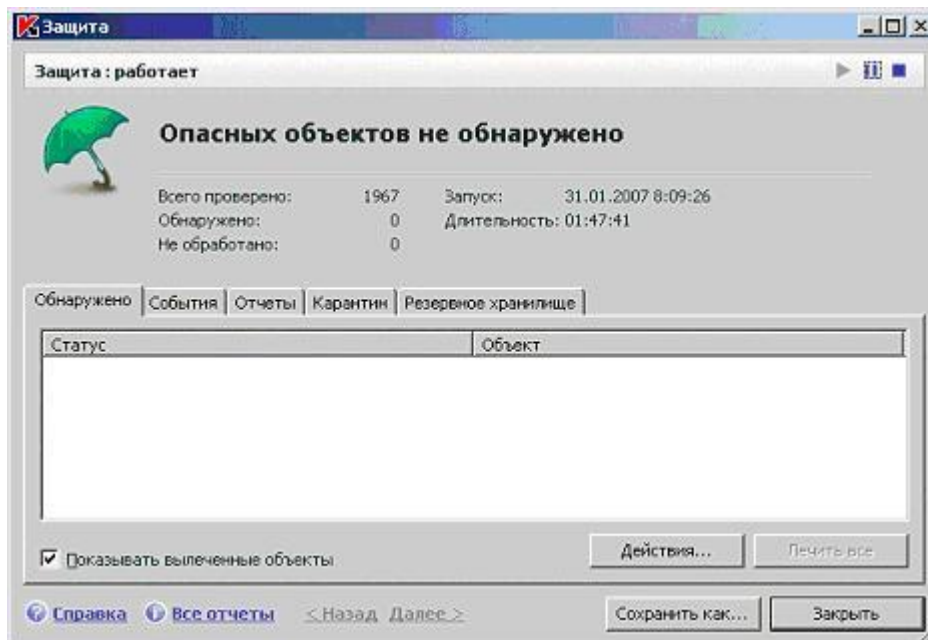 Защита
Защита : работает
Опасных объектов не обнаружено
Всего проверено: 1967 Запуск: 31.01.2007 8:09:26
Обнаружено: 0 Длительность: 01:47:41
Не обработано: 0
Обнаружено События Отчеты Карантин Резервное хранилище
Статус Объект
Показывать вылеченные объекты Действия... Лечить все
Справка Все отчеты < Назад Далее > Сохранить как... Закрыть